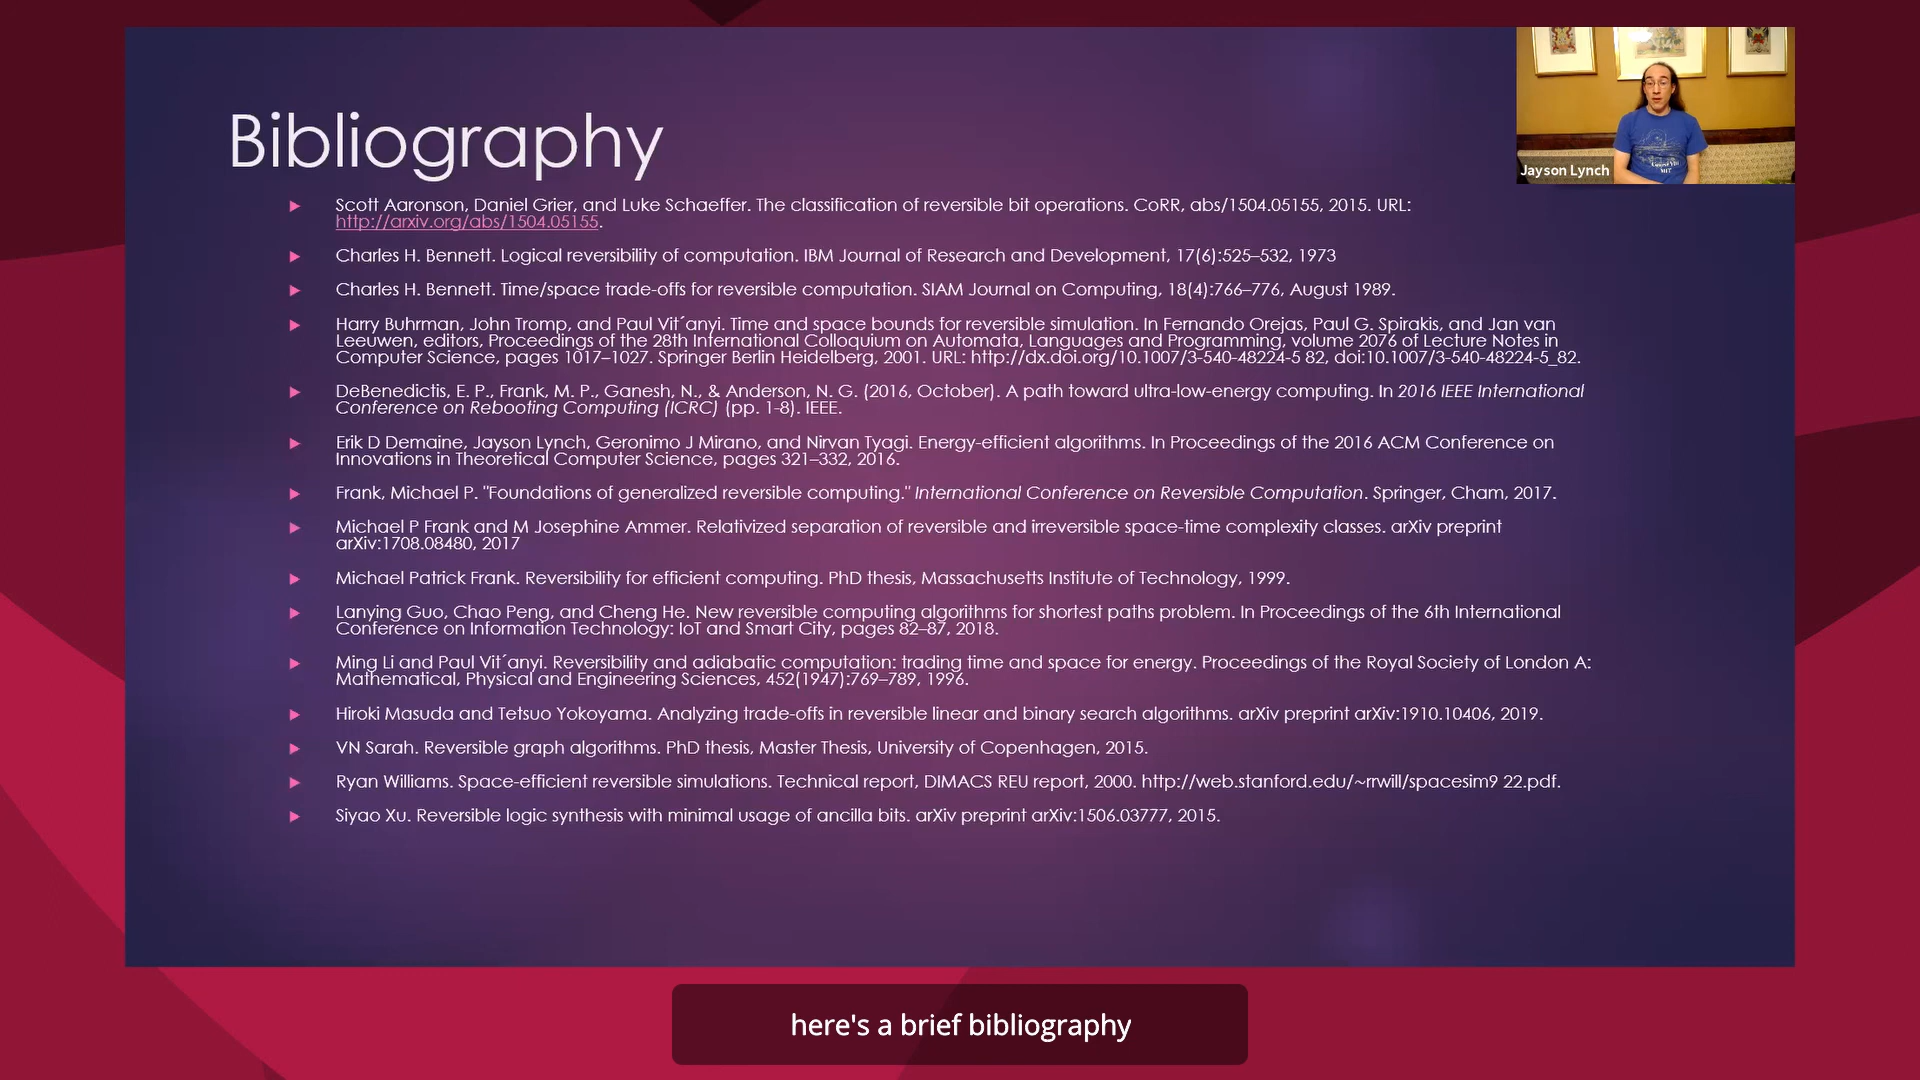 Bibliography
Jayson Lynch
Scott Aaronson, Daniel Grier, and Luke Schaeffer. The classification of reversible bit operations. CoRR, abs/1504.05155, 2015. URL:
http://arxiv.org/abs/1504.05155.
Charles H. Bennett. Logical reversibility of computation. IBM Journal of Research and Development, 17(6):525–532, 1973
Charles H. Bennett. Time/space trade-offs for reversible computation. SIAM Journal on Computing, 18(4):766–776, August 1989.
Harry Buhrman, John Tromp, and Paul Vit´anyi. Time and space bounds for reversible simulation. In Fernando Orejas, Paul G. Spirakis, and Jan van
Leeuwen, editors, Proceedings of the 28th International Colloquium on Automata, Languages and Programming, volume 2076 of Lecture Notes in
Computer Science, pages 1017–1027. Springer Berlin Heidelberg, 2001. URL: http://dx.doi.org/10.1007/3-540-48224-5 82, doi:10.1007/3-540-48224-5_82.
DeBenedictis, E. P., Frank, M. P., Ganesh, N., & Anderson, N. G. (2016, October). A path toward ultra-low-energy computing. In 2016 IEEE International
Conference on Rebooting Computing (ICRC) (pp. 1-8). IEEE.
Erik D Demaine, Jayson Lynch, Geronimo J Mirano, and Nirvan Tyagi. Energy-efficient algorithms. In Proceedings of the 2016 ACM Conference on
Innovations in Theoretical Computer Science, pages 321–332, 2016.
Frank, Michael P. "Foundations of generalized reversible computing." International Conference on Reversible Computation. Springer, Cham, 2017.
Michael P Frank and M Josephine Ammer. Relativized separation of reversible and irreversible space-time complexity classes. arXiv preprint
arXiv:1708.08480, 2017
Michael Patrick Frank. Reversibility for efficient computing. PhD thesis, Massachusetts Institute of Technology, 1999.
Lanying Guo, Chao Peng, and Cheng He. New reversible computing algorithms for shortest paths problem. In Proceedings of the 6th International
Conference on Information Technology: IoT and Smart City, pages 82–87, 2018.
Ming Li and Paul Vit´anyi. Reversibility and adiabatic computation: trading time and space for energy. Proceedings of the Royal Society of London A:
Mathematical, Physical and Engineering Sciences, 452(1947):769–789, 1996.
Hiroki Masuda and Tetsuo Yokoyama. Analyzing trade-offs in reversible linear and binary search algorithms. arXiv preprint arXiv:1910.10406, 2019.
VN Sarah. Reversible graph algorithms. PhD thesis, Master Thesis, University of Copenhagen, 2015.
Ryan Williams. Space-efficient reversible simulations. Technical report, DIMACS REU report, 2000. http://web.stanford.edu/~rrwill/spacesim9 22.pdf.
Siyao Xu. Reversible logic synthesis with minimal usage of ancilla bits. arXiv preprint arXiv:1506.03777, 2015.
here's a brief bibliography